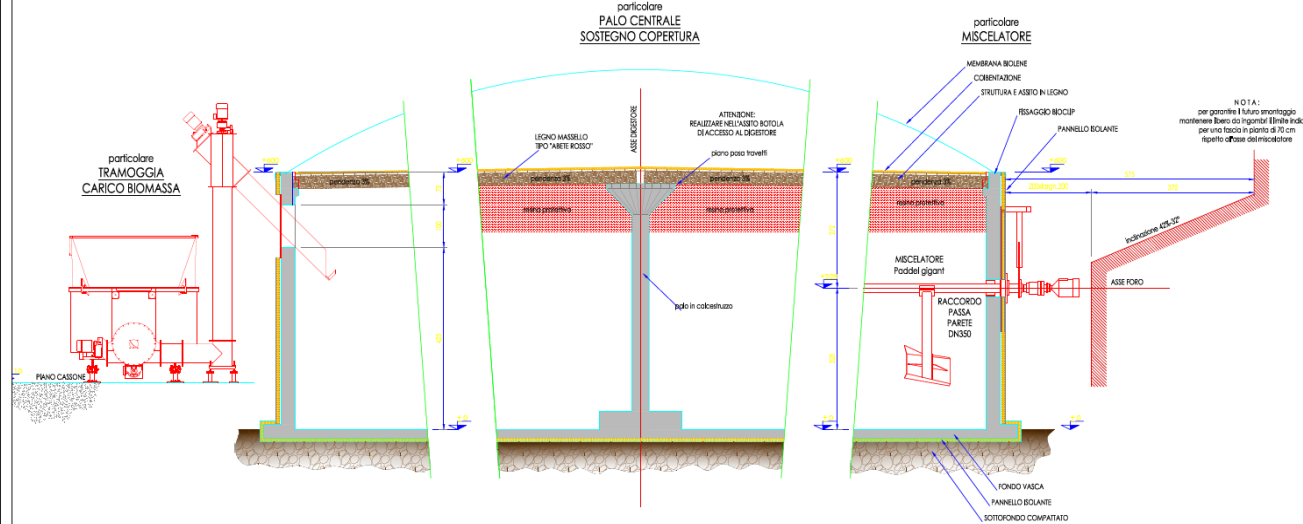 particolare
PALO CENTRALE
SOSTEGNO COPERTURA
particolare
MISCELATORE
MEMBRANA BIOLENE
COIBENTAZIONE
STRUTTURA E ASSITO IN LEGNO
FISSAGGIO BIOCLIP
PANNELLO ISOLANTE
NOTA:
per garantire il futuro smontaggio
mantenere libero da ingombri il limite indic
per una fascia in pianta di 70 cm
rispetto all'asse del miscelatore
ATTENZIONE:
REALIZZARE NELL'ASSITO BOTOLA
DI ACCESSO AL DIGESTORE
LEGNO MASSELLO
TIPO "ABETE ROSSO"
ASSE DIGESTORE
piano posa travetti
particolare
TRAMOGGIA
CARICO BIOMASSA
pendenza 3%
pendenza 3%
pendenza 3%
pendenza 3%
resina protettiva
resina protettiva
resina protettiva
inclinazione 42%-32°
MISCELATORE
Paddel gigant
ASSE FORO
RACCORDO
PASSA
PARETE
DN350
palo in calcestruzzo
PIANO CASSONE
FONDO VASCA
PANNELLO ISOLANTE
SOTTOFONDO COMPATTATO